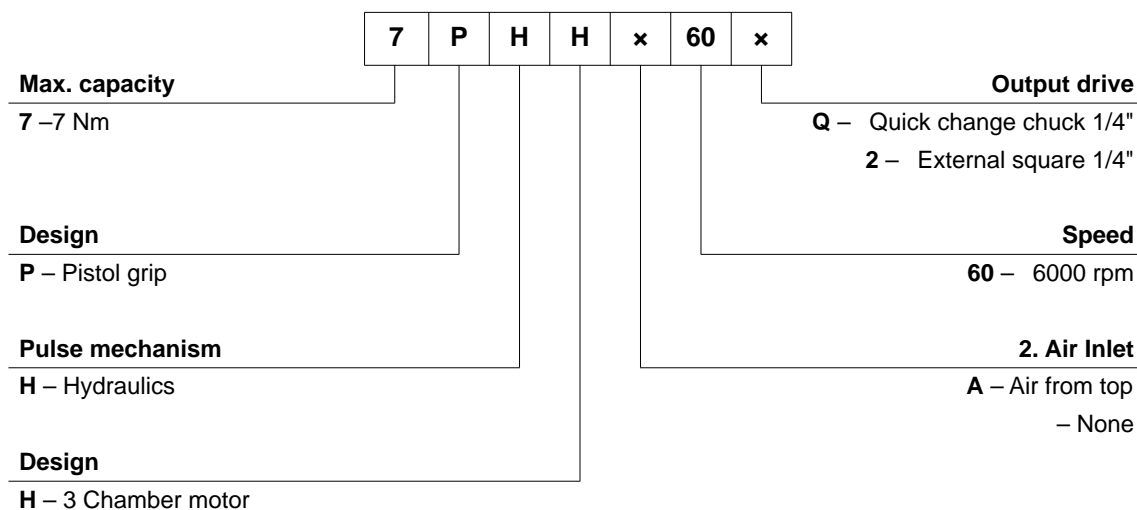 7 P H H × 60 ×
Max. capacity
7 –7 Nm
Output drive
Q – Quick change chuck 1/4"
2 – External square 1/4"
Design
P – Pistol grip
Speed
60 – 6000 rpm
Pulse mechanism
H – Hydraulics
2. Air Inlet
A – Air from top
– None
Design
H – 3 Chamber motor